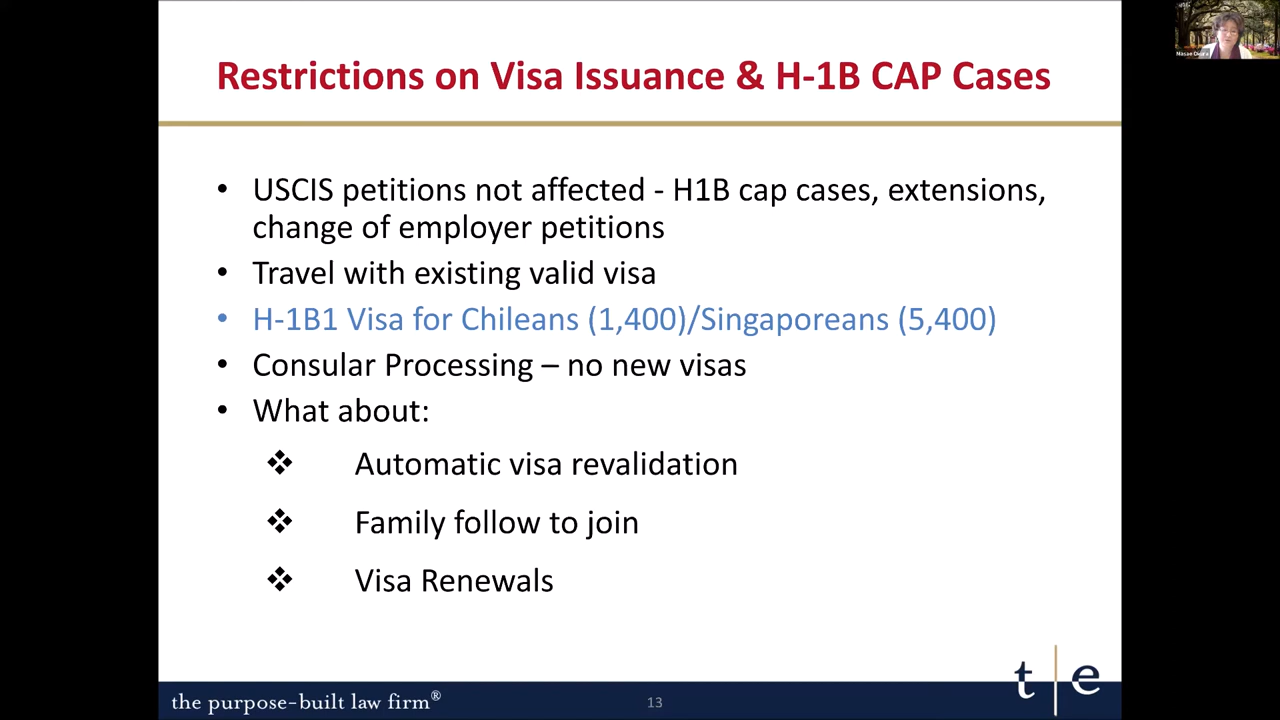 Restrictions on Visa Issuance & H-1B CAP Cases
• USCIS petitions not affected - H1B cap cases, extensions,
change of employer petitions
• Travel with existing valid visa
• H-1B1 Visa for Chileans (1,400)/Singaporeans (5,400)
• Consular Processing – no new visas
• What about:
❖ Automatic visa revalidation
❖ Family follow to join
❖ Visa Renewals
t|e
the purpose-built law firm®
13